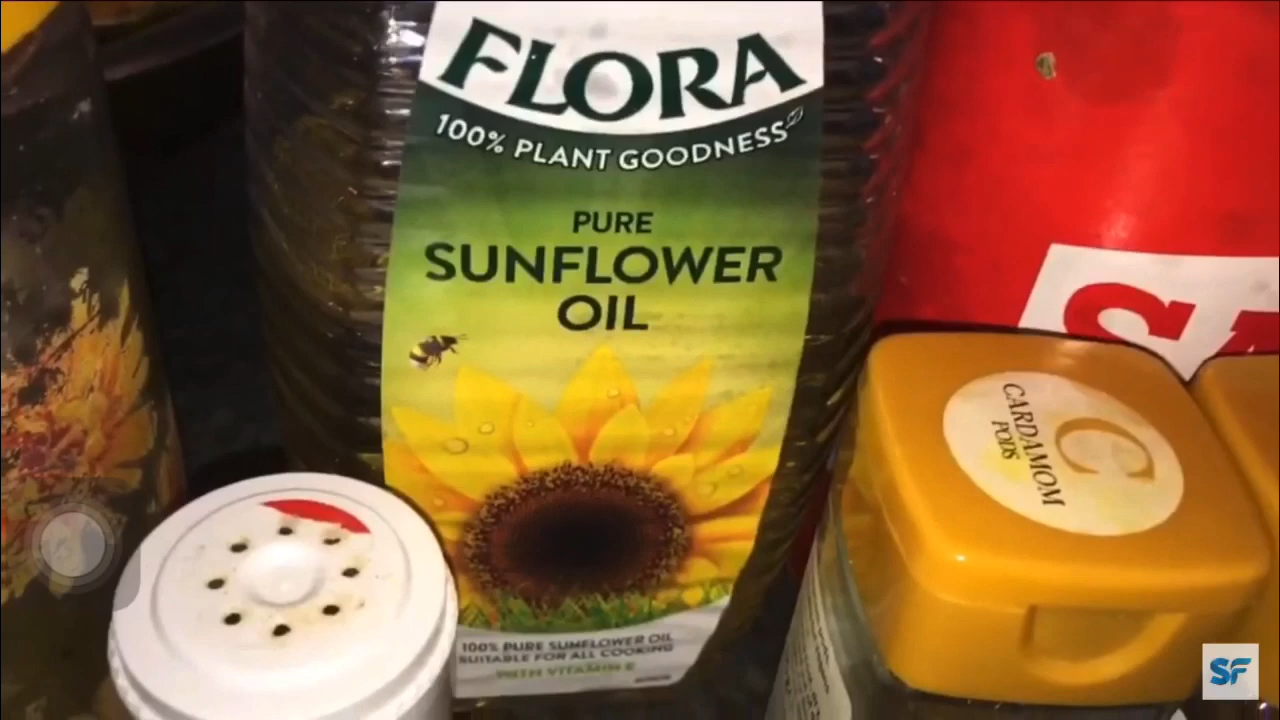 FLORA
100% PLANT GOODNESS
PURE
SUNFLOWER
OIL
100% PURE SUNFLOWER OIL
SUITABLE FOR ALL COOKING
WITH VITAMIN E
C
CARDAMOM
PODS
SF